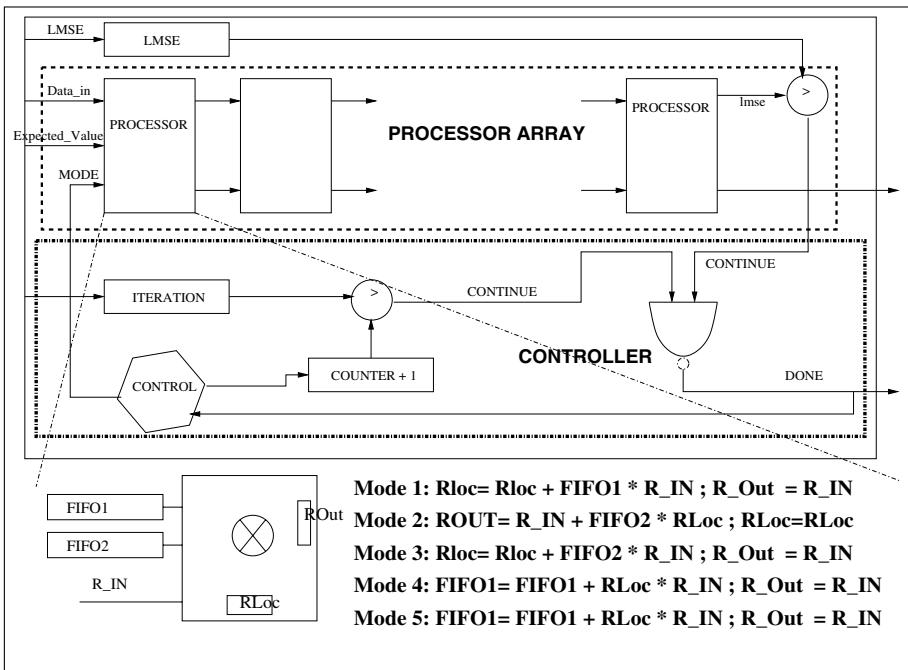 LMSE
LMSE
Data_in
Expected_Value
MODE
PROCESSOR
PROCESSOR ARRAY
PROCESSOR
lmse
>
ITERATION
>
CONTINUE
CONTINUE
CONTROLLER
CONTROL
COUNTER + 1
DONE
FIFO1
FIFO2
R_IN
ROut
RLoc
Mode 1: Rloc= Rloc + FIFO1 * R_IN ; R_Out = R_IN
Mode 2: ROUT= R_IN + FIFO2 * RLoc ; RLoc=RLoc
Mode 3: Rloc= Rloc + FIFO2 * R_IN ; R_Out = R_IN
Mode 4: FIFO1= FIFO1 + RLoc * R_IN ; R_Out = R_IN
Mode 5: FIFO1= FIFO1 + RLoc * R_IN ; R_Out = R_IN